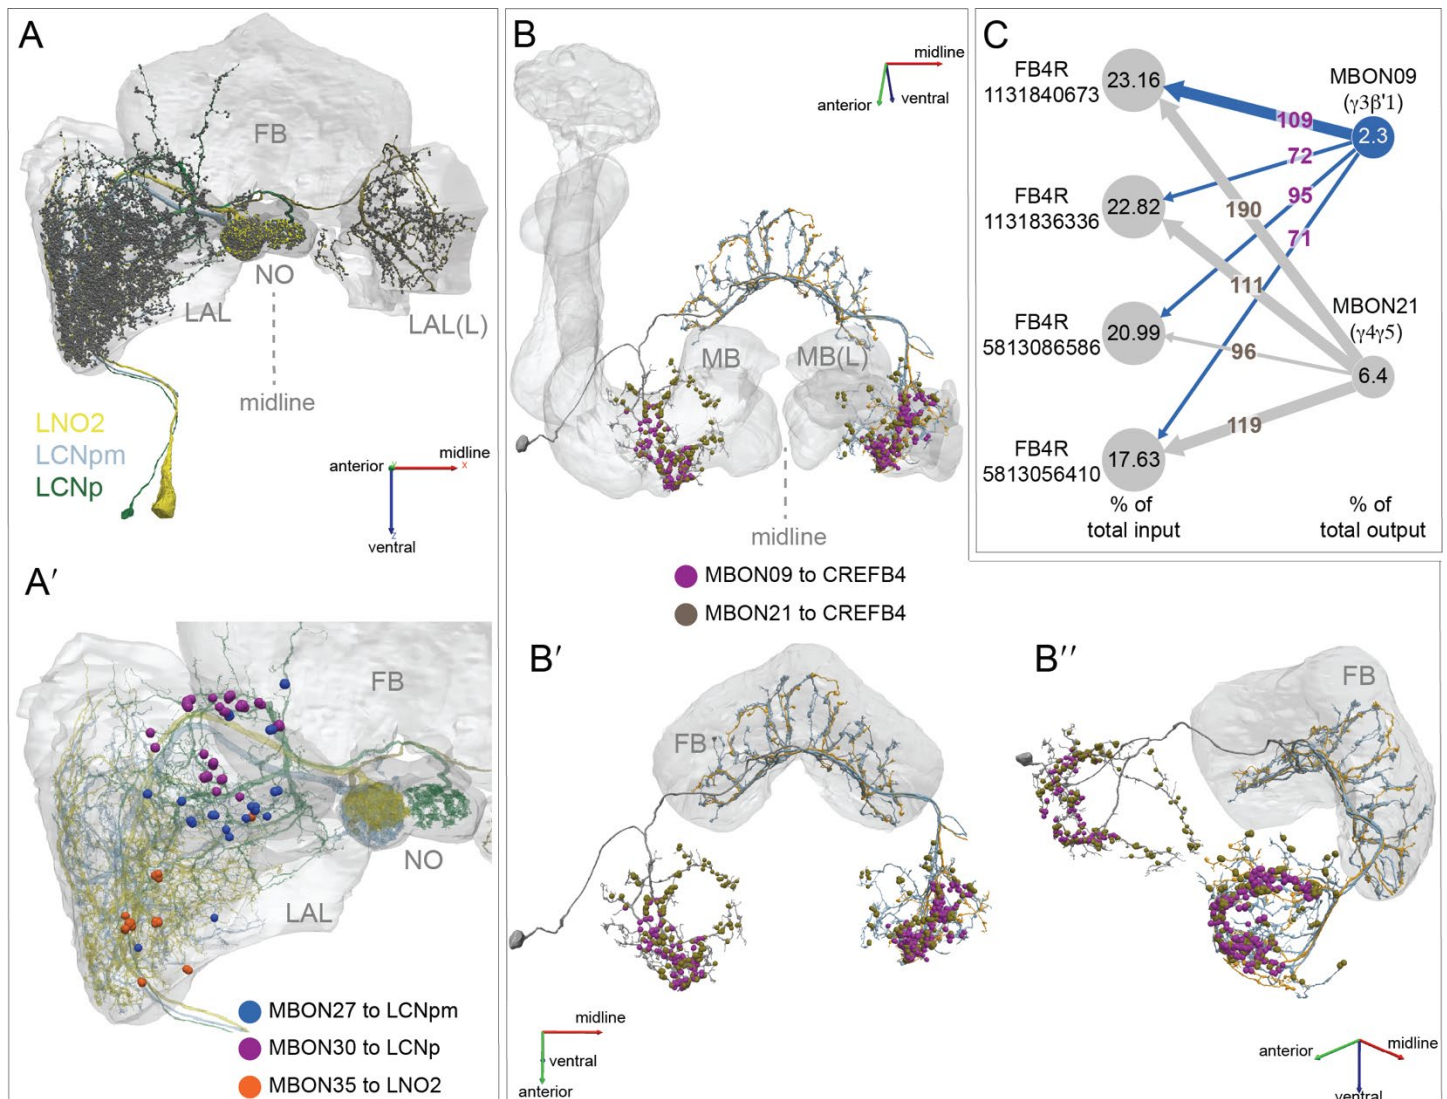 A
FB
NO
LAL
LAL(L)
midline
LNO2
LCNpm
LCNp
anterior
y
midline
x
z
ventral
A′
FB
NO
LAL
MBON27 to LCNpm
MBON30 to LCNp
MBON35 to LNO2
B
midline
anterior
ventral
MB
MB(L)
midline
MBON09 to CREFB4
MBON21 to CREFB4
B′
FB
midline
ventral
anterior
B′′
FB
anterior
midline
ventral
C
FB4R
1131840673
23.16
MBON09
(γ3β'1)
109
2.3
72
FB4R
1131836336
22.82
95
190
71
111
MBON21
(γ4γ5)
FB4R
5813086586
20.99
96
6.4
119
FB4R
5813056410
17.63
% of
total input
% of
total output